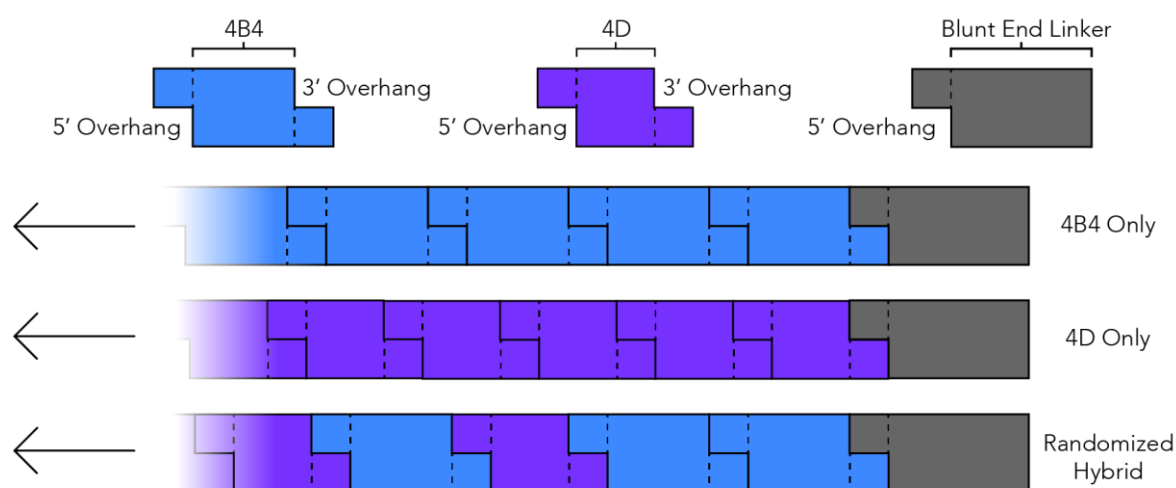 4B4
4D
Blunt End Linker
3’ Overhang
3’ Overhang
5’ Overhang
5’ Overhang
5’ Overhang
4B4 Only
4D Only
Randomized
Hybrid